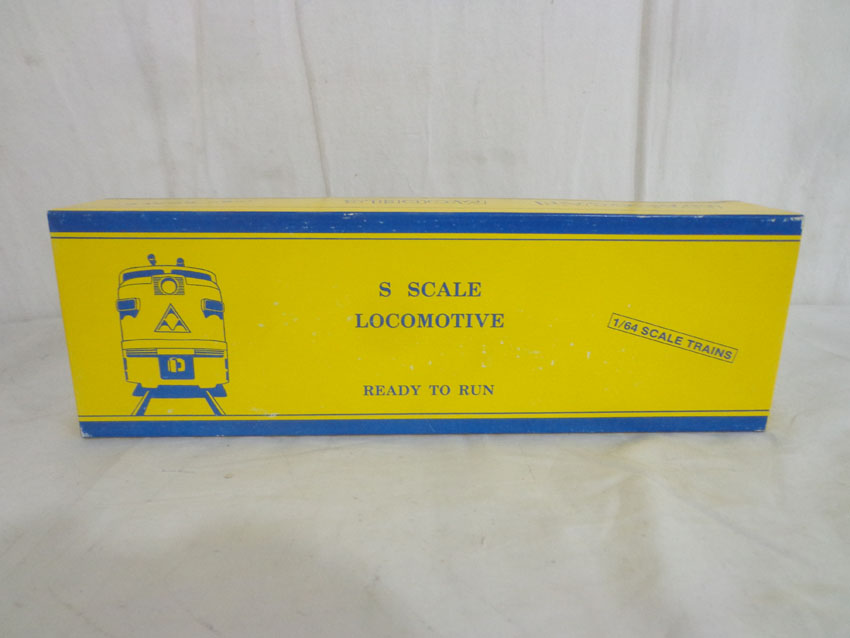 S SCALE
LOCOMOTIVE
1/64 SCALE TRAINS
READY TO RUN